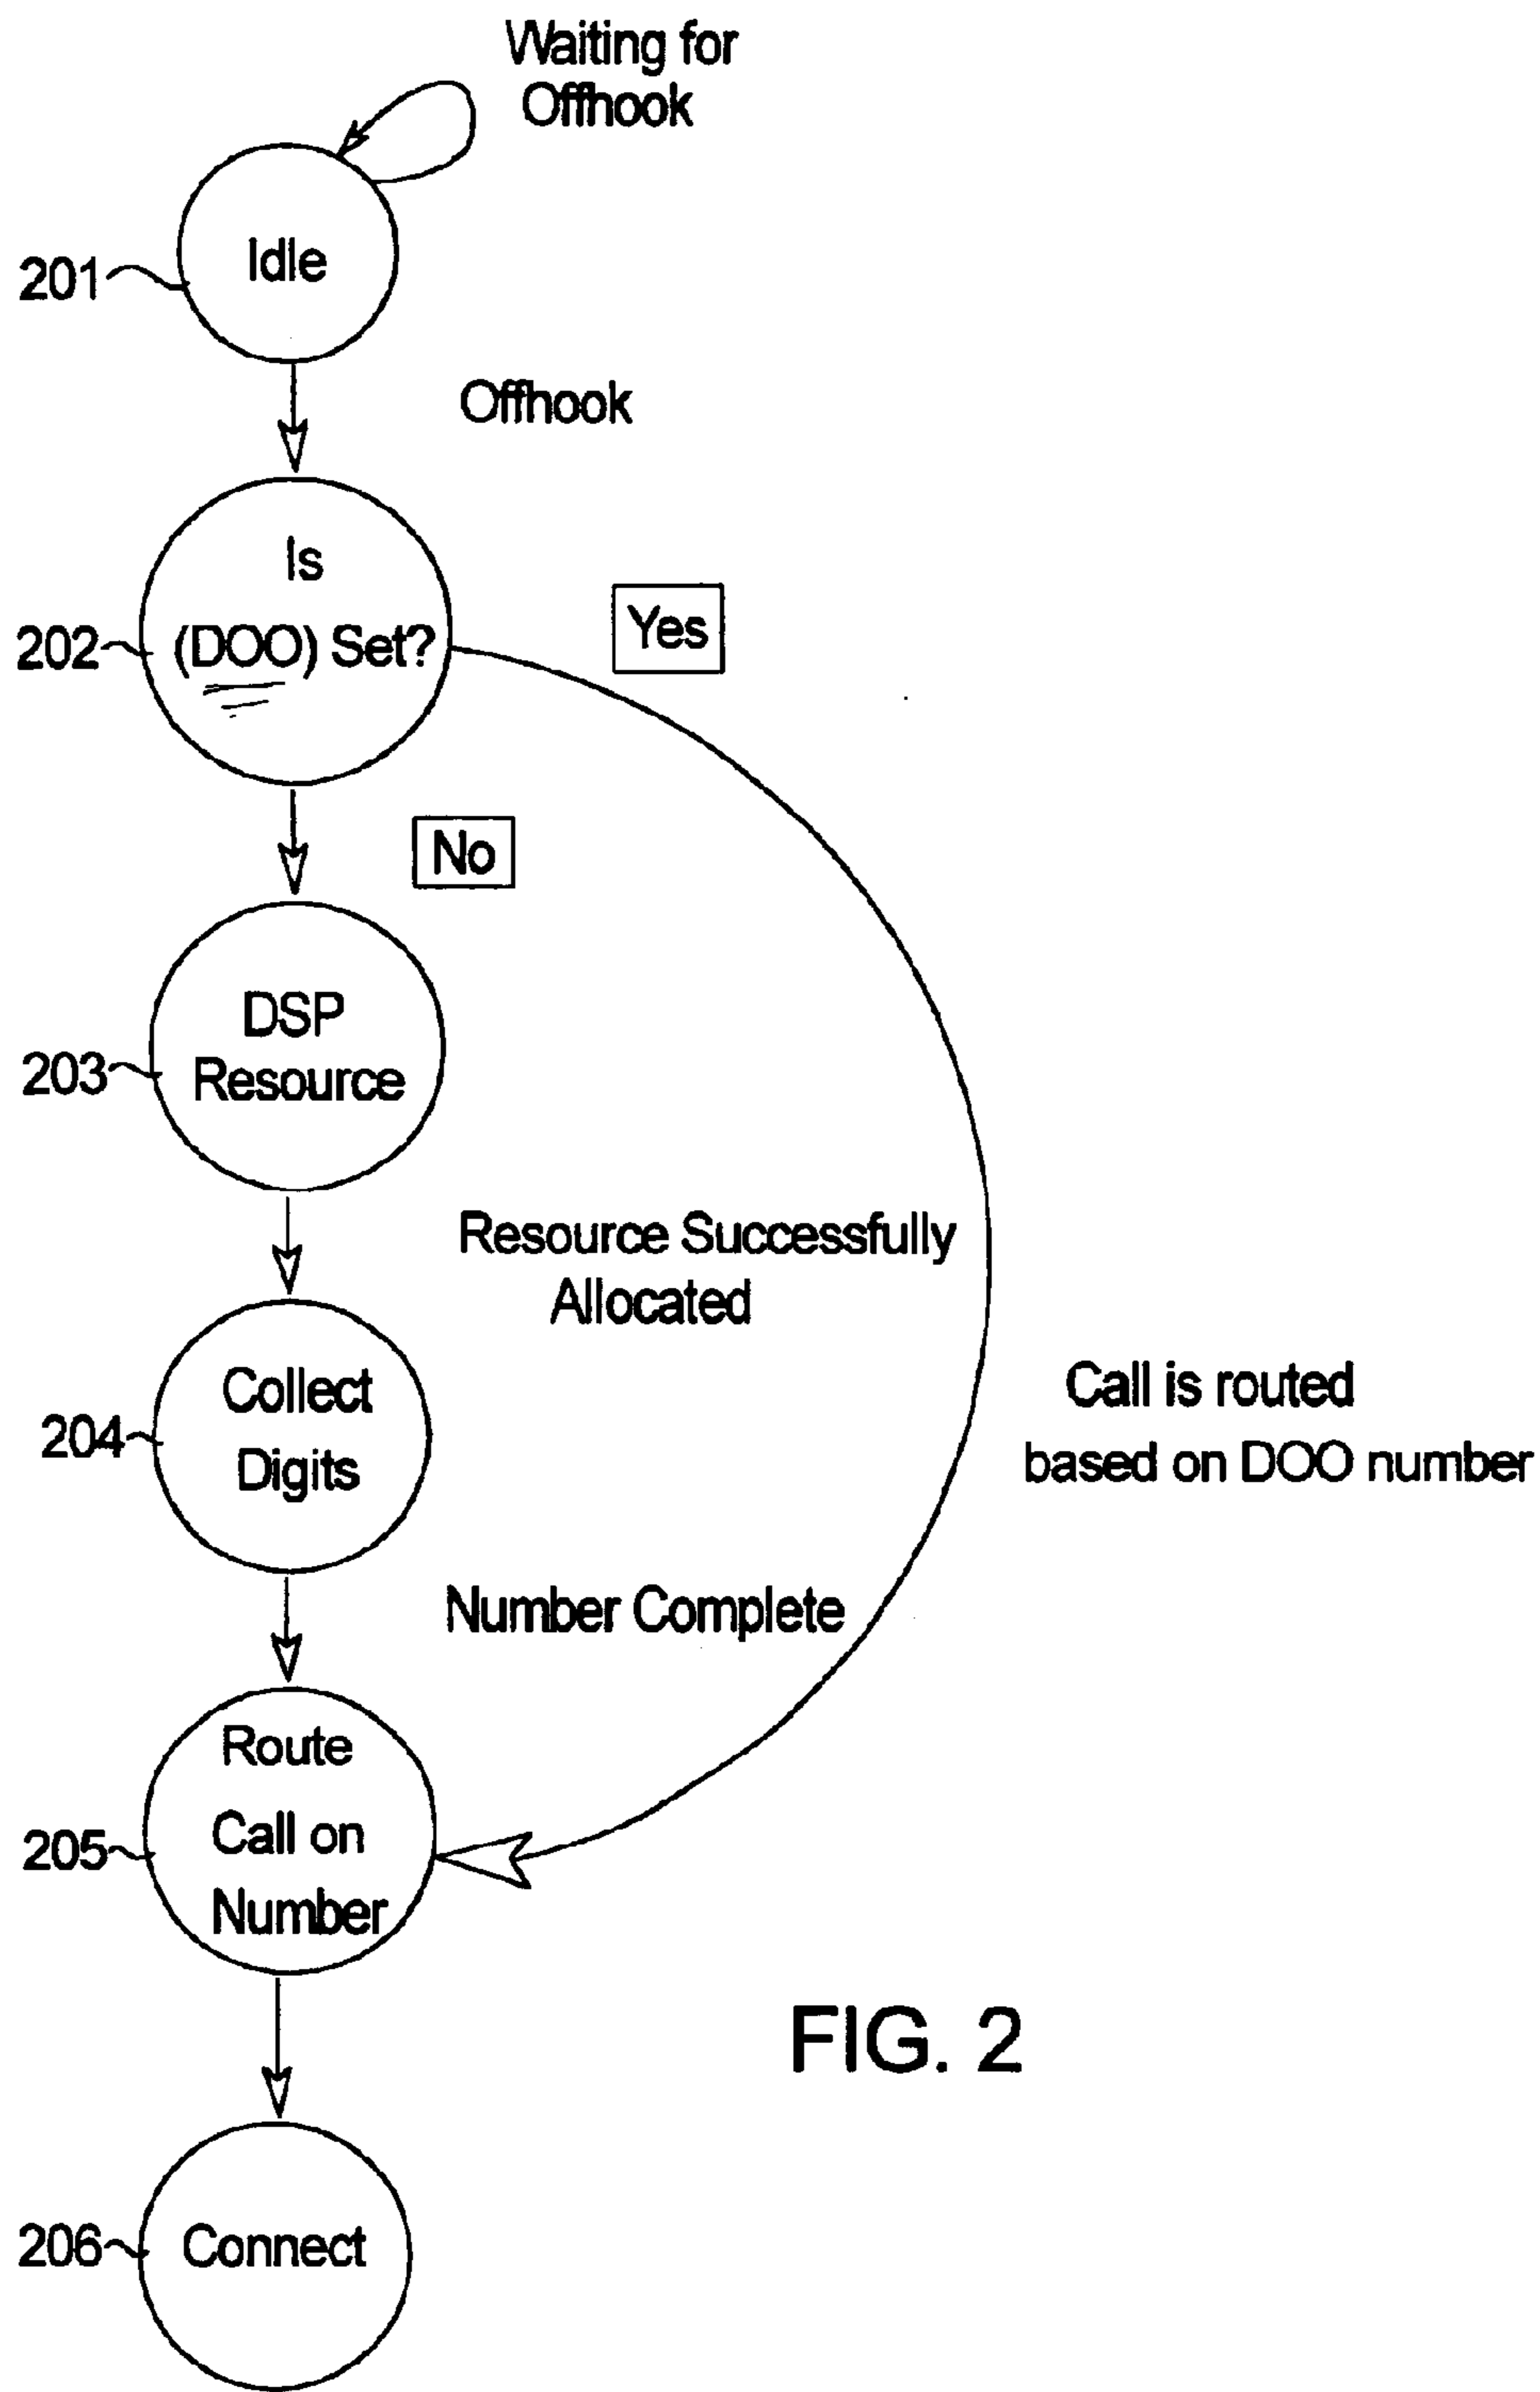 Waiting for
Offhook
Idle
201
Offhook
Is
(DOO) Set?
202
Yes
No
DSP
Resource
203
Resource Successfully
Allocated
Collect
Digits
204
Call is routed
based on DOO number
Number Complete
Route
Call on
Number
205
FIG. 2
Connect
206